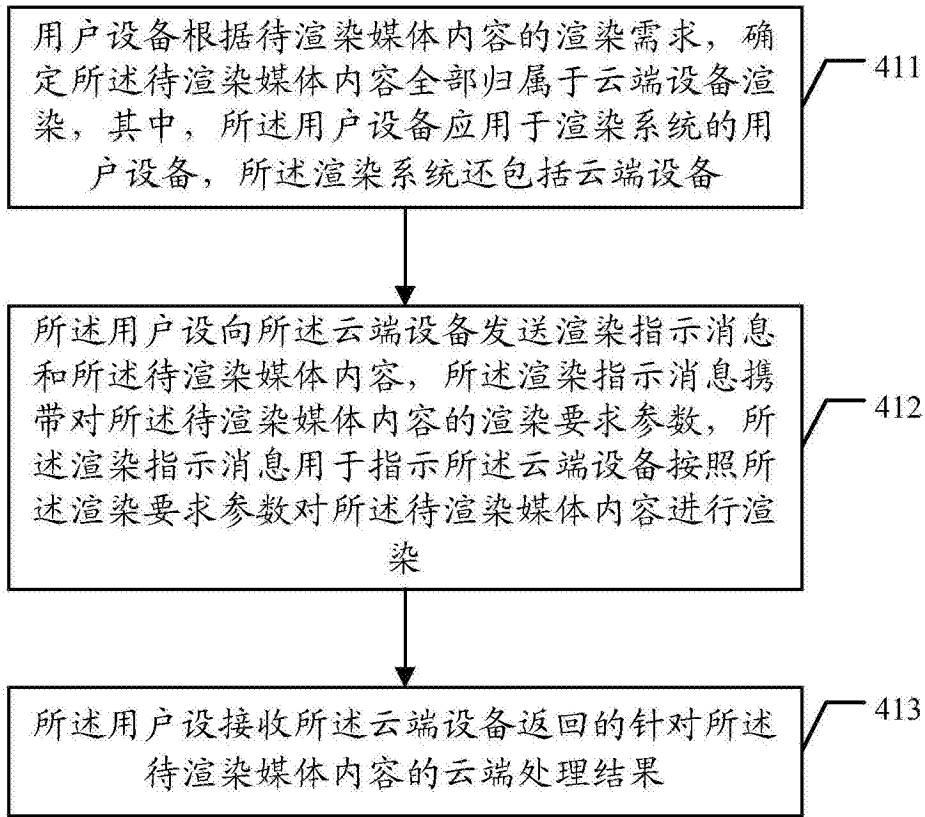 用户设备根据待渲染媒体内容的渲染需求，确
定所述待渲染媒体内容全部归属于云端设备渲
染，其中，所述用户设备应用于渲染系统的用
户设备，所述渲染系统还包括云端设备
411
所述用户设向所述云端设备发送渲染指示消息
和所述待渲染媒体内容，所述渲染指示消息携
带对所述待渲染媒体内容的渲染要求参数，所
述渲染指示消息用于指示所述云端设备按照所
述渲染要求参数对所述待渲染媒体内容进行渲
染
412
所述用户设接收所述云端设备返回的针对所述
待渲染媒体内容的云端处理结果
413